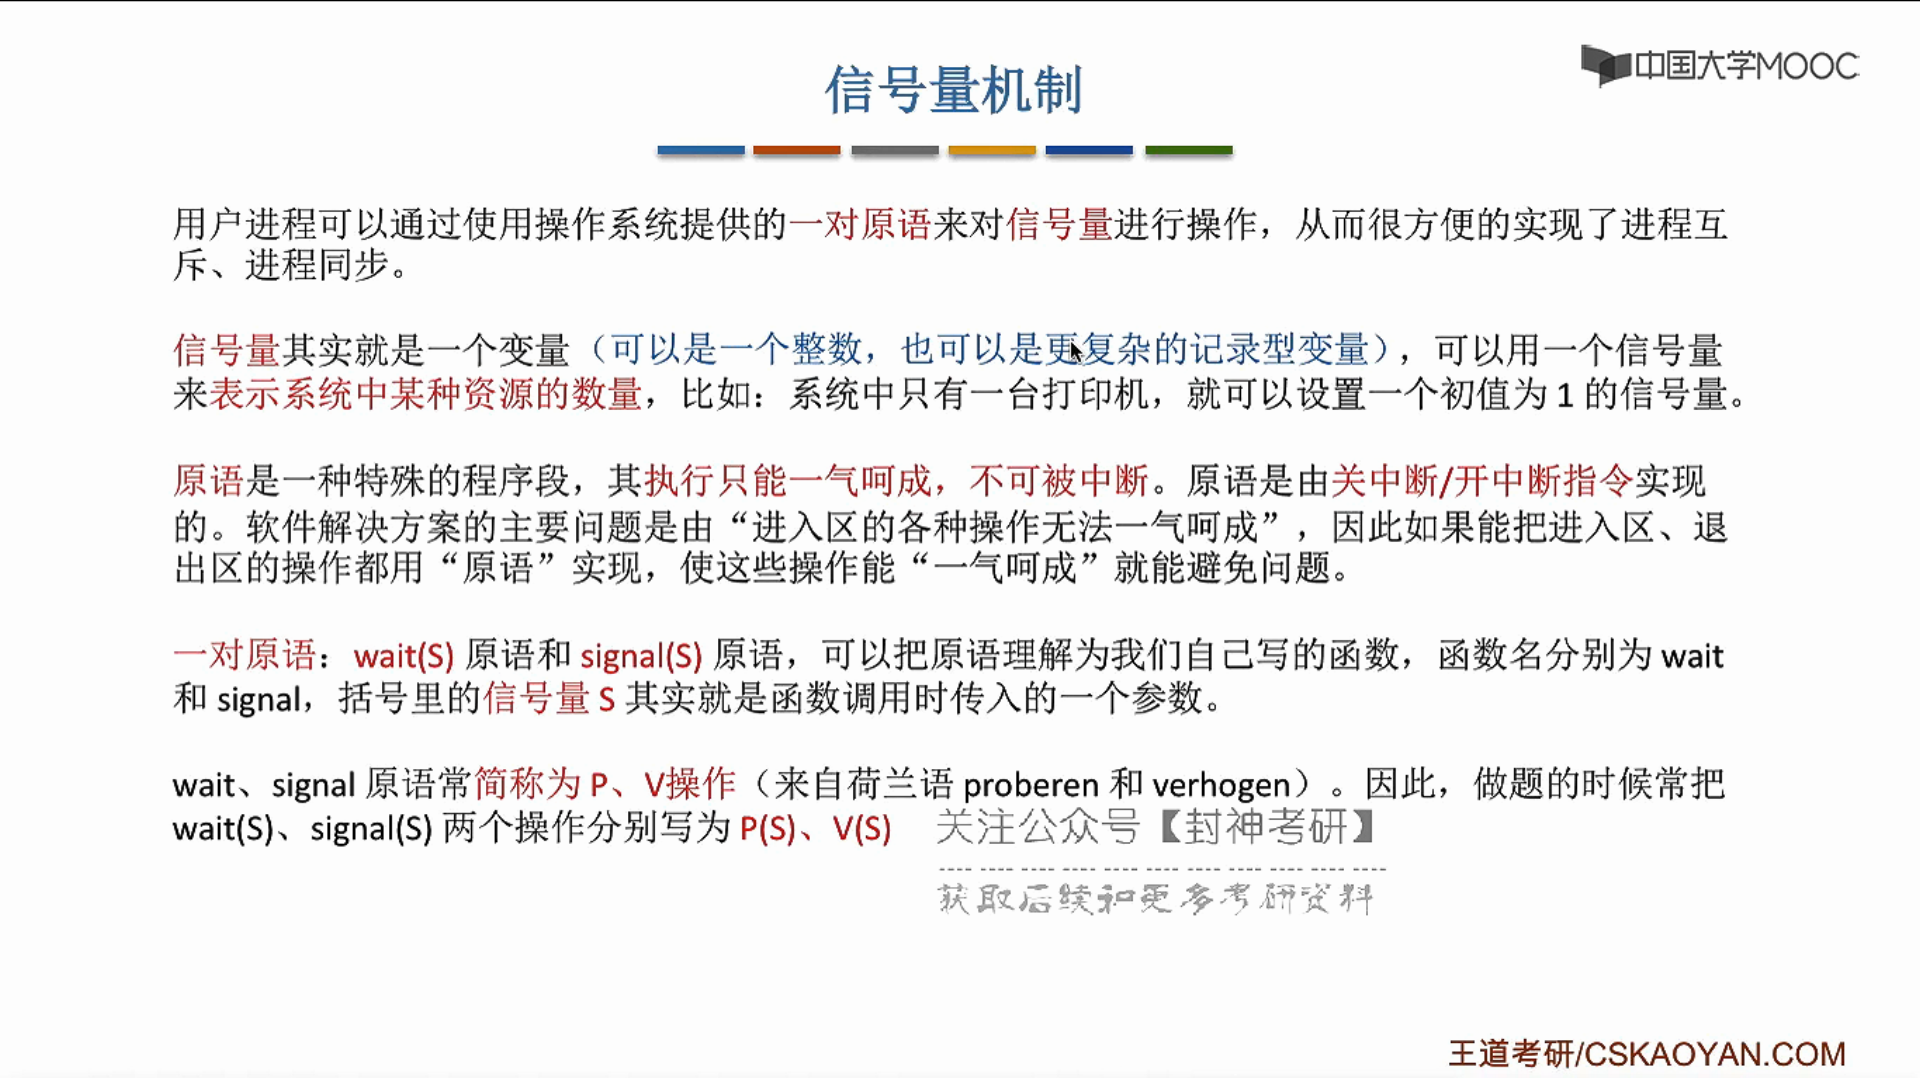 中国大学MOOC
信号量机制
用户进程可以通过使用操作系统提供的一对原语来对信号量进行操作，从而很方便的实现了进程互
斥、进程同步。
信号量其实就是一个变量（可以是一个整数，也可以是更复杂的记录型变量），可以用一个信号量
来表示系统中某种资源的数量，比如：系统中只有一台打印机，就可以设置一个初值为 1 的信号量。
原语是一种特殊的程序段，其执行只能一气呵成，不可被中断。原语是由关中断/开中断指令实现
的。软件解决方案的主要问题是由“进入区的各种操作无法一气呵成”，因此如果能把进入区、退
出区的操作都用“原语”实现，使这些操作能“一气呵成”就能避免问题。
一对原语：wait(S) 原语和 signal(S) 原语，可以把原语理解为我们自己写的函数，函数名分别为 wait
和 signal，括号里的信号量 S 其实就是函数调用时传入的一个参数。
wait、signal 原语常简称为 P、V操作（来自荷兰语 proberen 和 verhogen）。因此，做题的时候常把
wait(S)、signal(S) 两个操作分别写为 P(S)、V(S)
关注公众号【封神考研】
获取后续和更多考研资料
王道考研/CSKAOYAN.COM